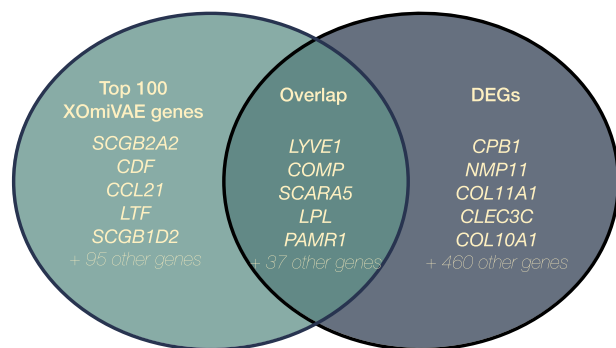 Top 100
XOmiVAE genes
SCGB2A2
CDF
CCL21
LTF
SCGB1D2
+ 95 other genes
Overlap
LYVE1
COMP
SCARA5
LPL
PAMR1
+ 37 other genes
DEGs
CPB1
NMP11
COL11A1
CLEC3C
COL10A1
+ 460 other genes